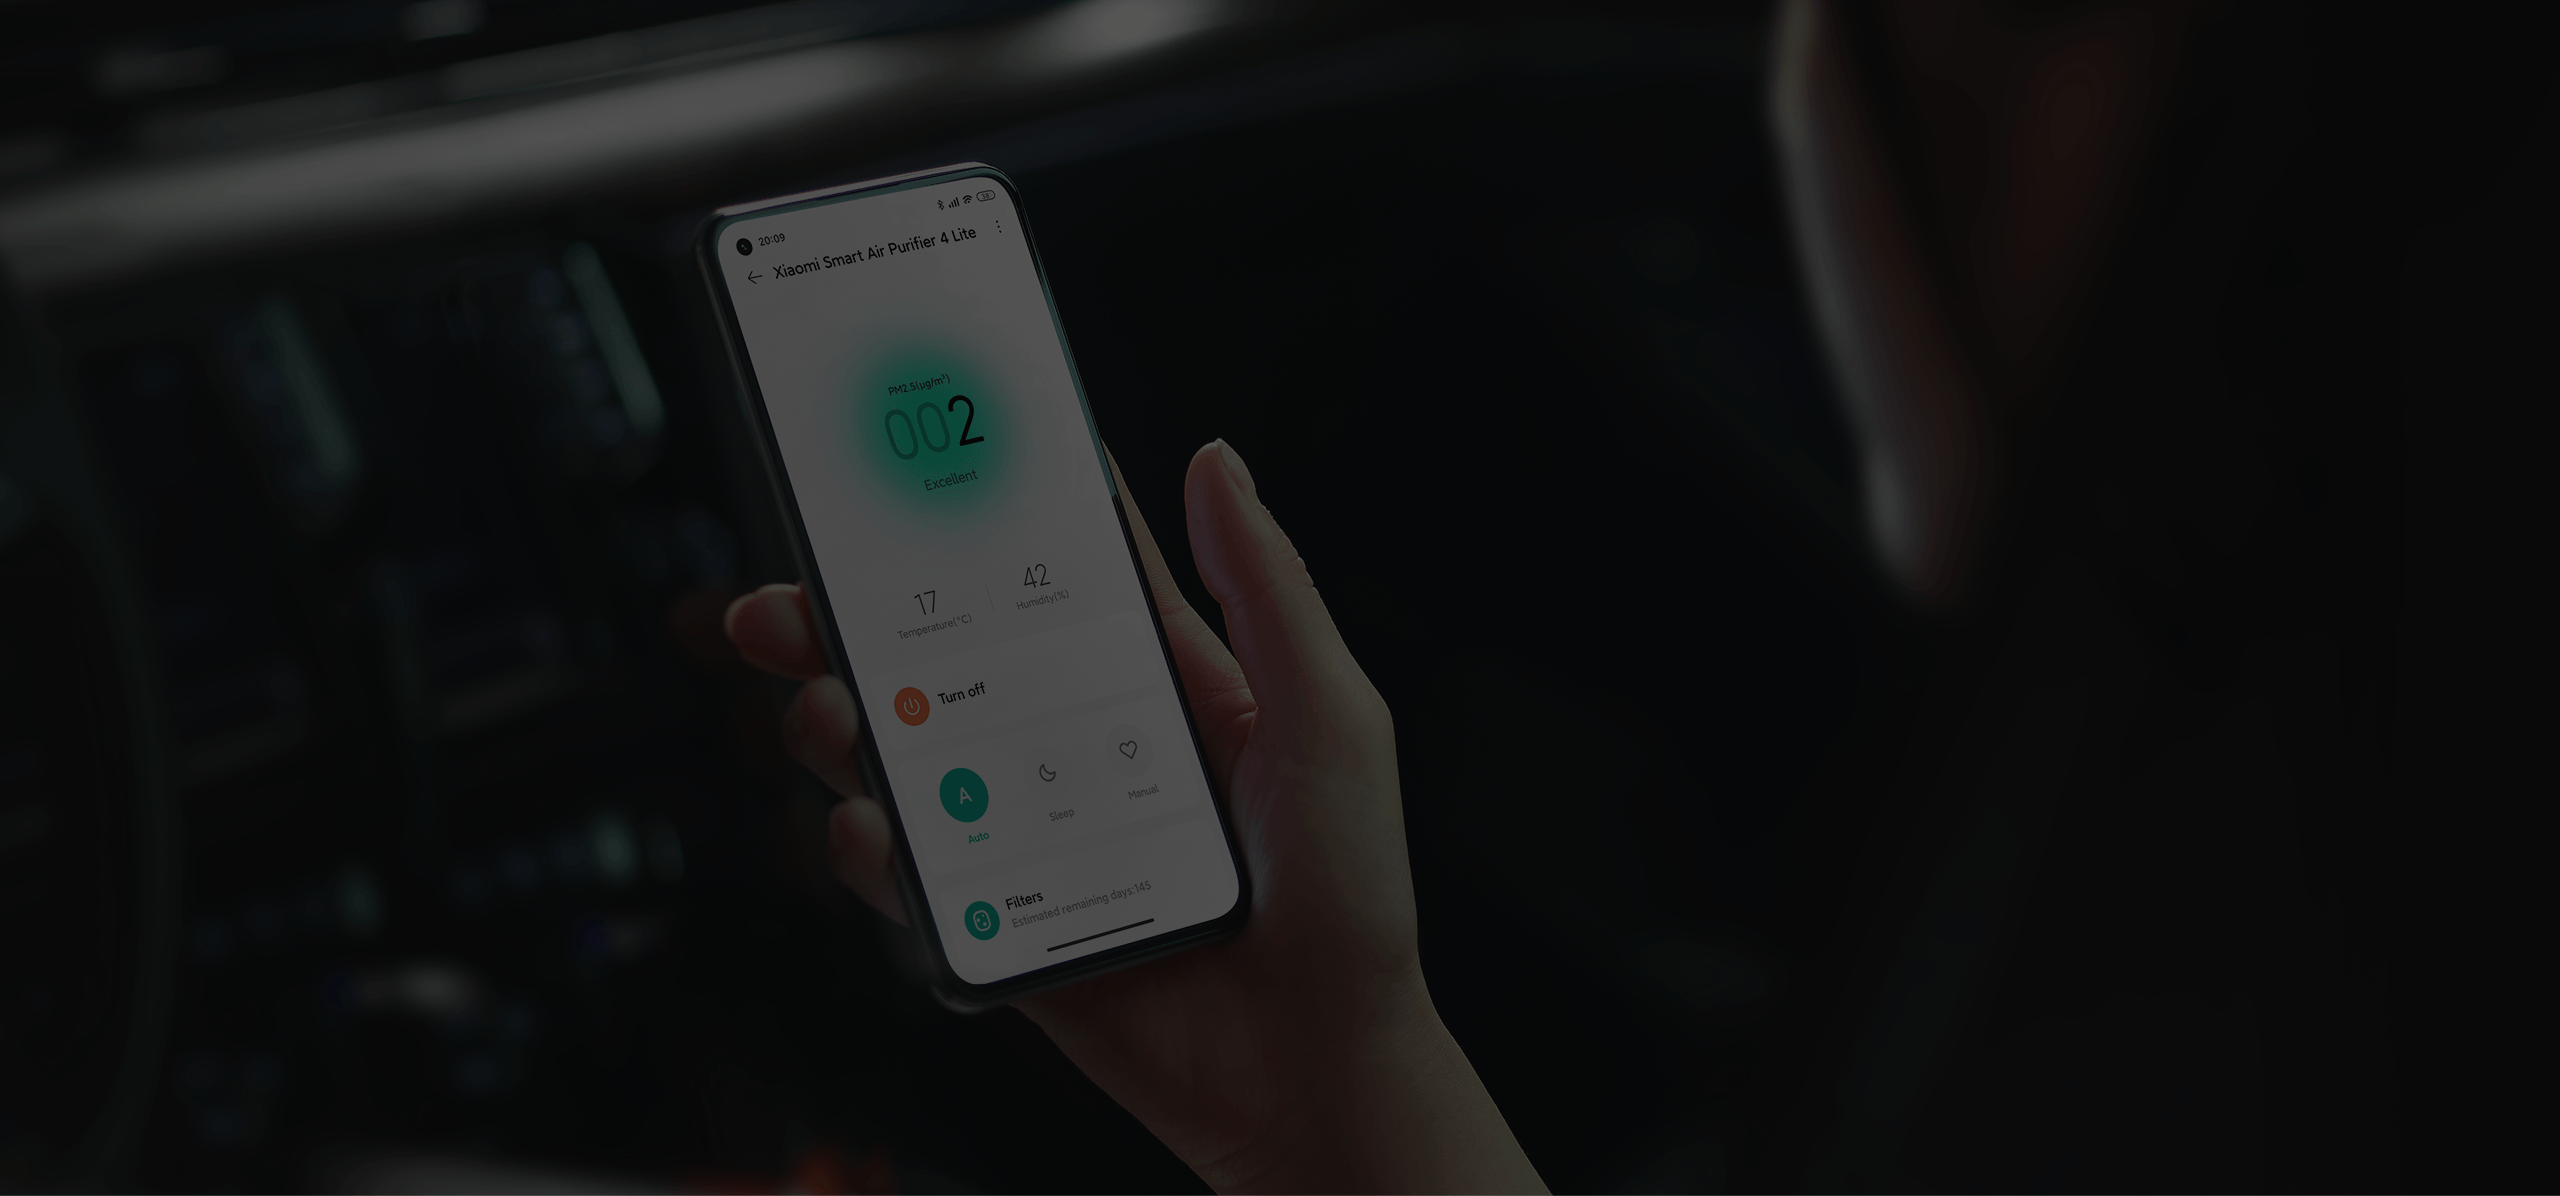 20:09
38
Xiaomi Smart Air Purifier 4 Lite
PM2.5(μg/m³)
002
Excellent
17
Temperature(°C)
42
Humidity(%)
Turn off
A
Auto
Sleep
Manual
Filters
Estimated remaining days:145